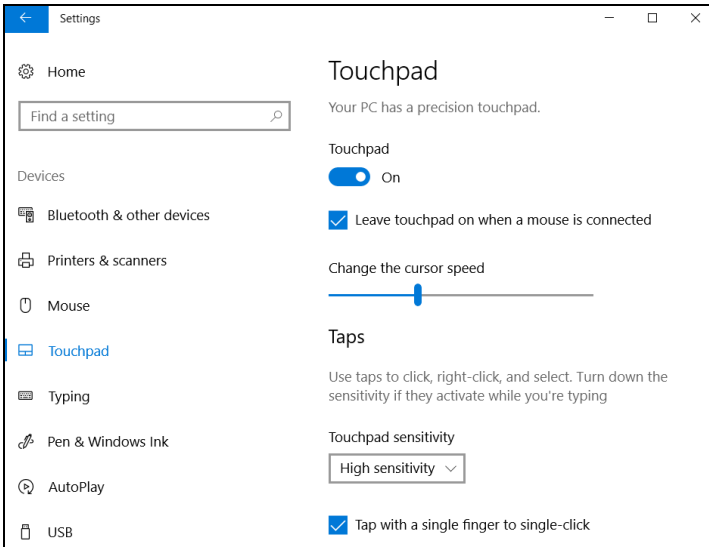 Settings
Home
Find a setting
Devices
Bluetooth & other devices
Printers & scanners
Mouse
Touchpad
Typing
Pen & Windows Ink
AutoPlay
USB
Touchpad
Your PC has a precision touchpad.
Touchpad
On
Leave touchpad on when a mouse is connected
Change the cursor speed
Taps
Use taps to click, right-click, and select. Turn down the
sensitivity if they activate while you're typing
Touchpad sensitivity
High sensitivity
Tap with a single finger to single-click